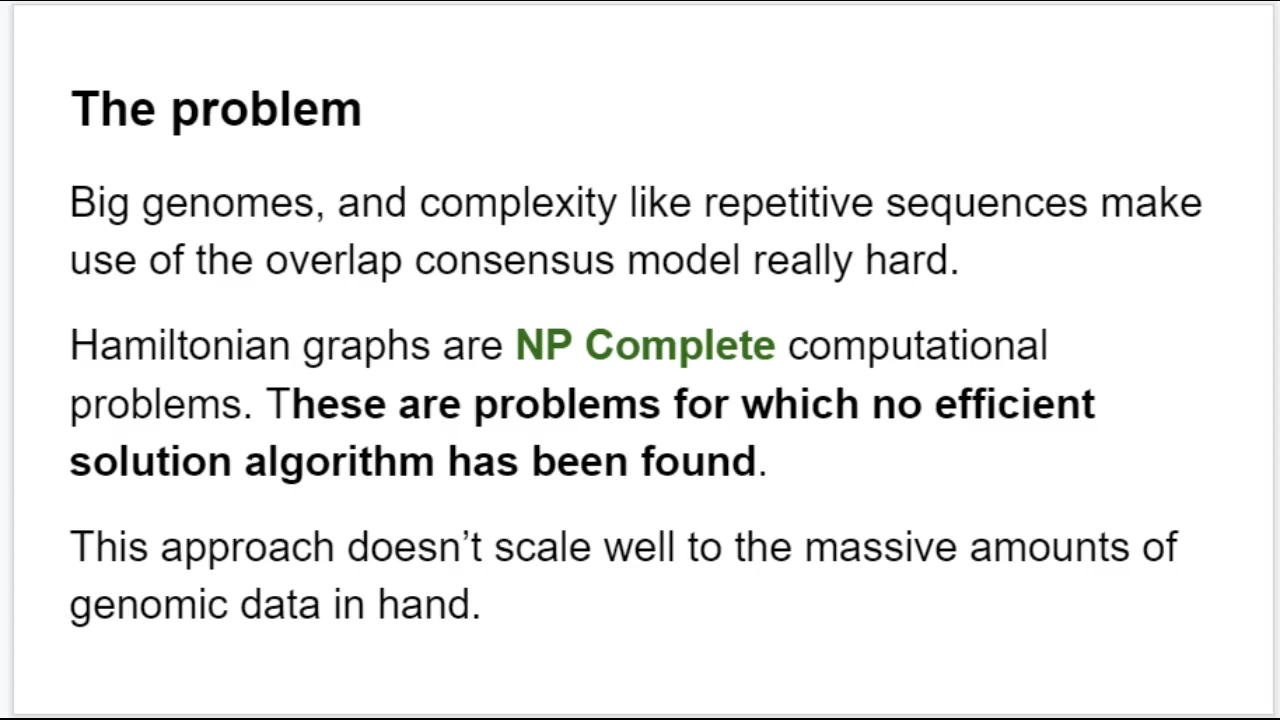 The problem
Big genomes, and complexity like repetitive sequences make
use of the overlap consensus model really hard.
Hamiltonian graphs are NP Complete computational
problems. These are problems for which no efficient
solution algorithm has been found.
This approach doesn’t scale well to the massive amounts of
genomic data in hand.